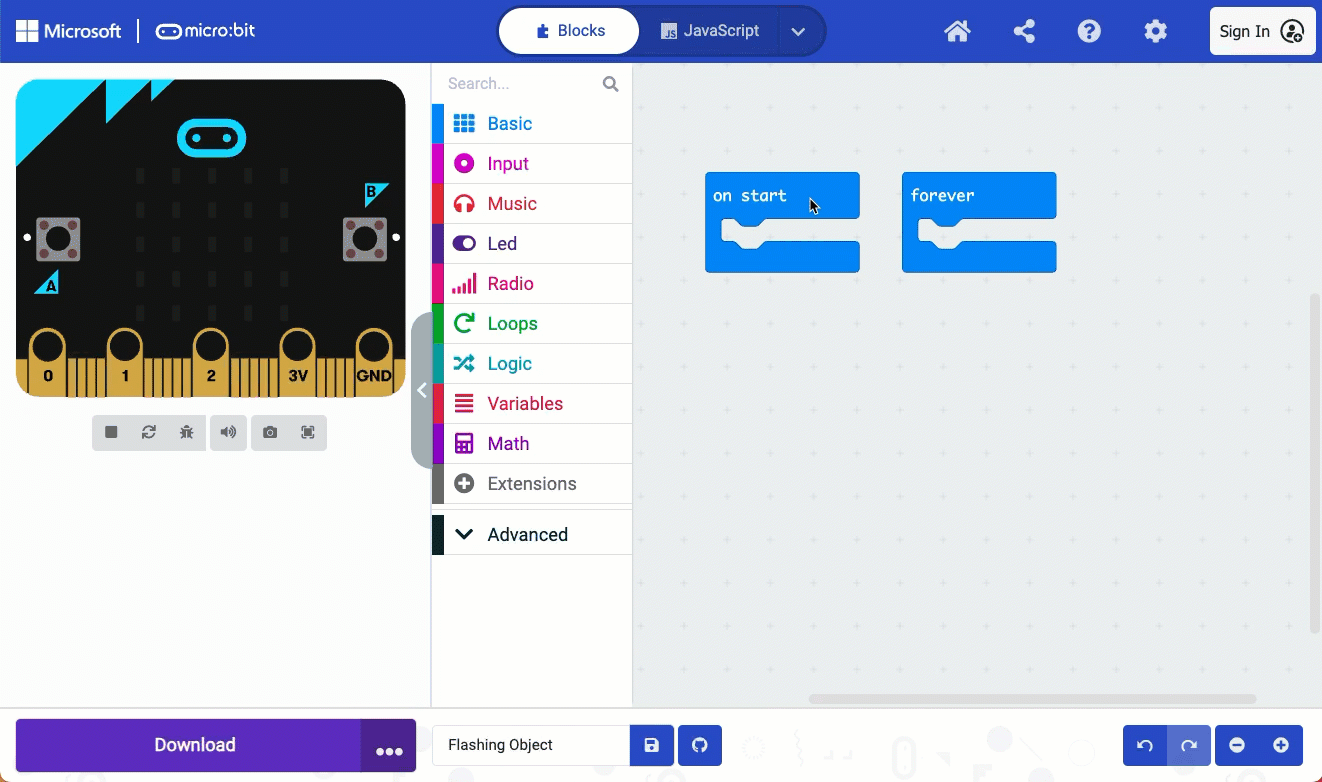 Microsoft
micro:bit
Blocks
JavaScript
JS
Sign In
Search...
Basic
Input
Music
Led
Radio
Loops
Logic
Variables
Math
Extensions
Advanced
B
A
0
1
2
3V
GND
on start
forever
Download
Flashing Object